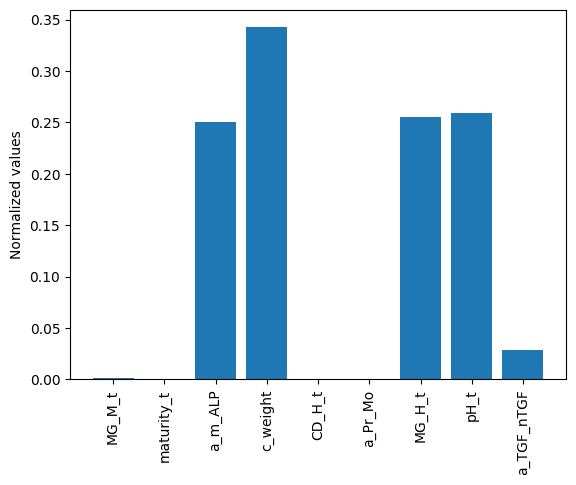 Normalized values
0.35
0.30
0.25
0.20
0.15
0.10
0.05
0.00
MG_M_t
maturity_t
a_m_ALP
c_weight
CD_H_t
a_Pr_Mo
MG_H_t
pH_t
a_TGF_nTGF